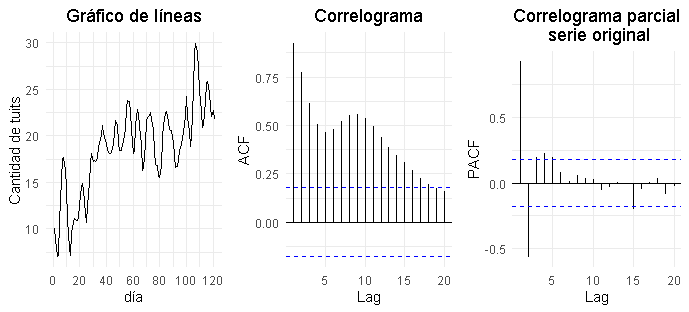 Gráfico de líneas
Cantidad de tuits
30
25
20
15
10
0
20
40
60
80
100
120
día
Correlograma
ACF
0.75
0.50
0.25
0.00
5
10
15
20
Lag
Correlograma parcial
serie original
PACF
0.5
0.0
-0.5
5
10
15
20
Lag